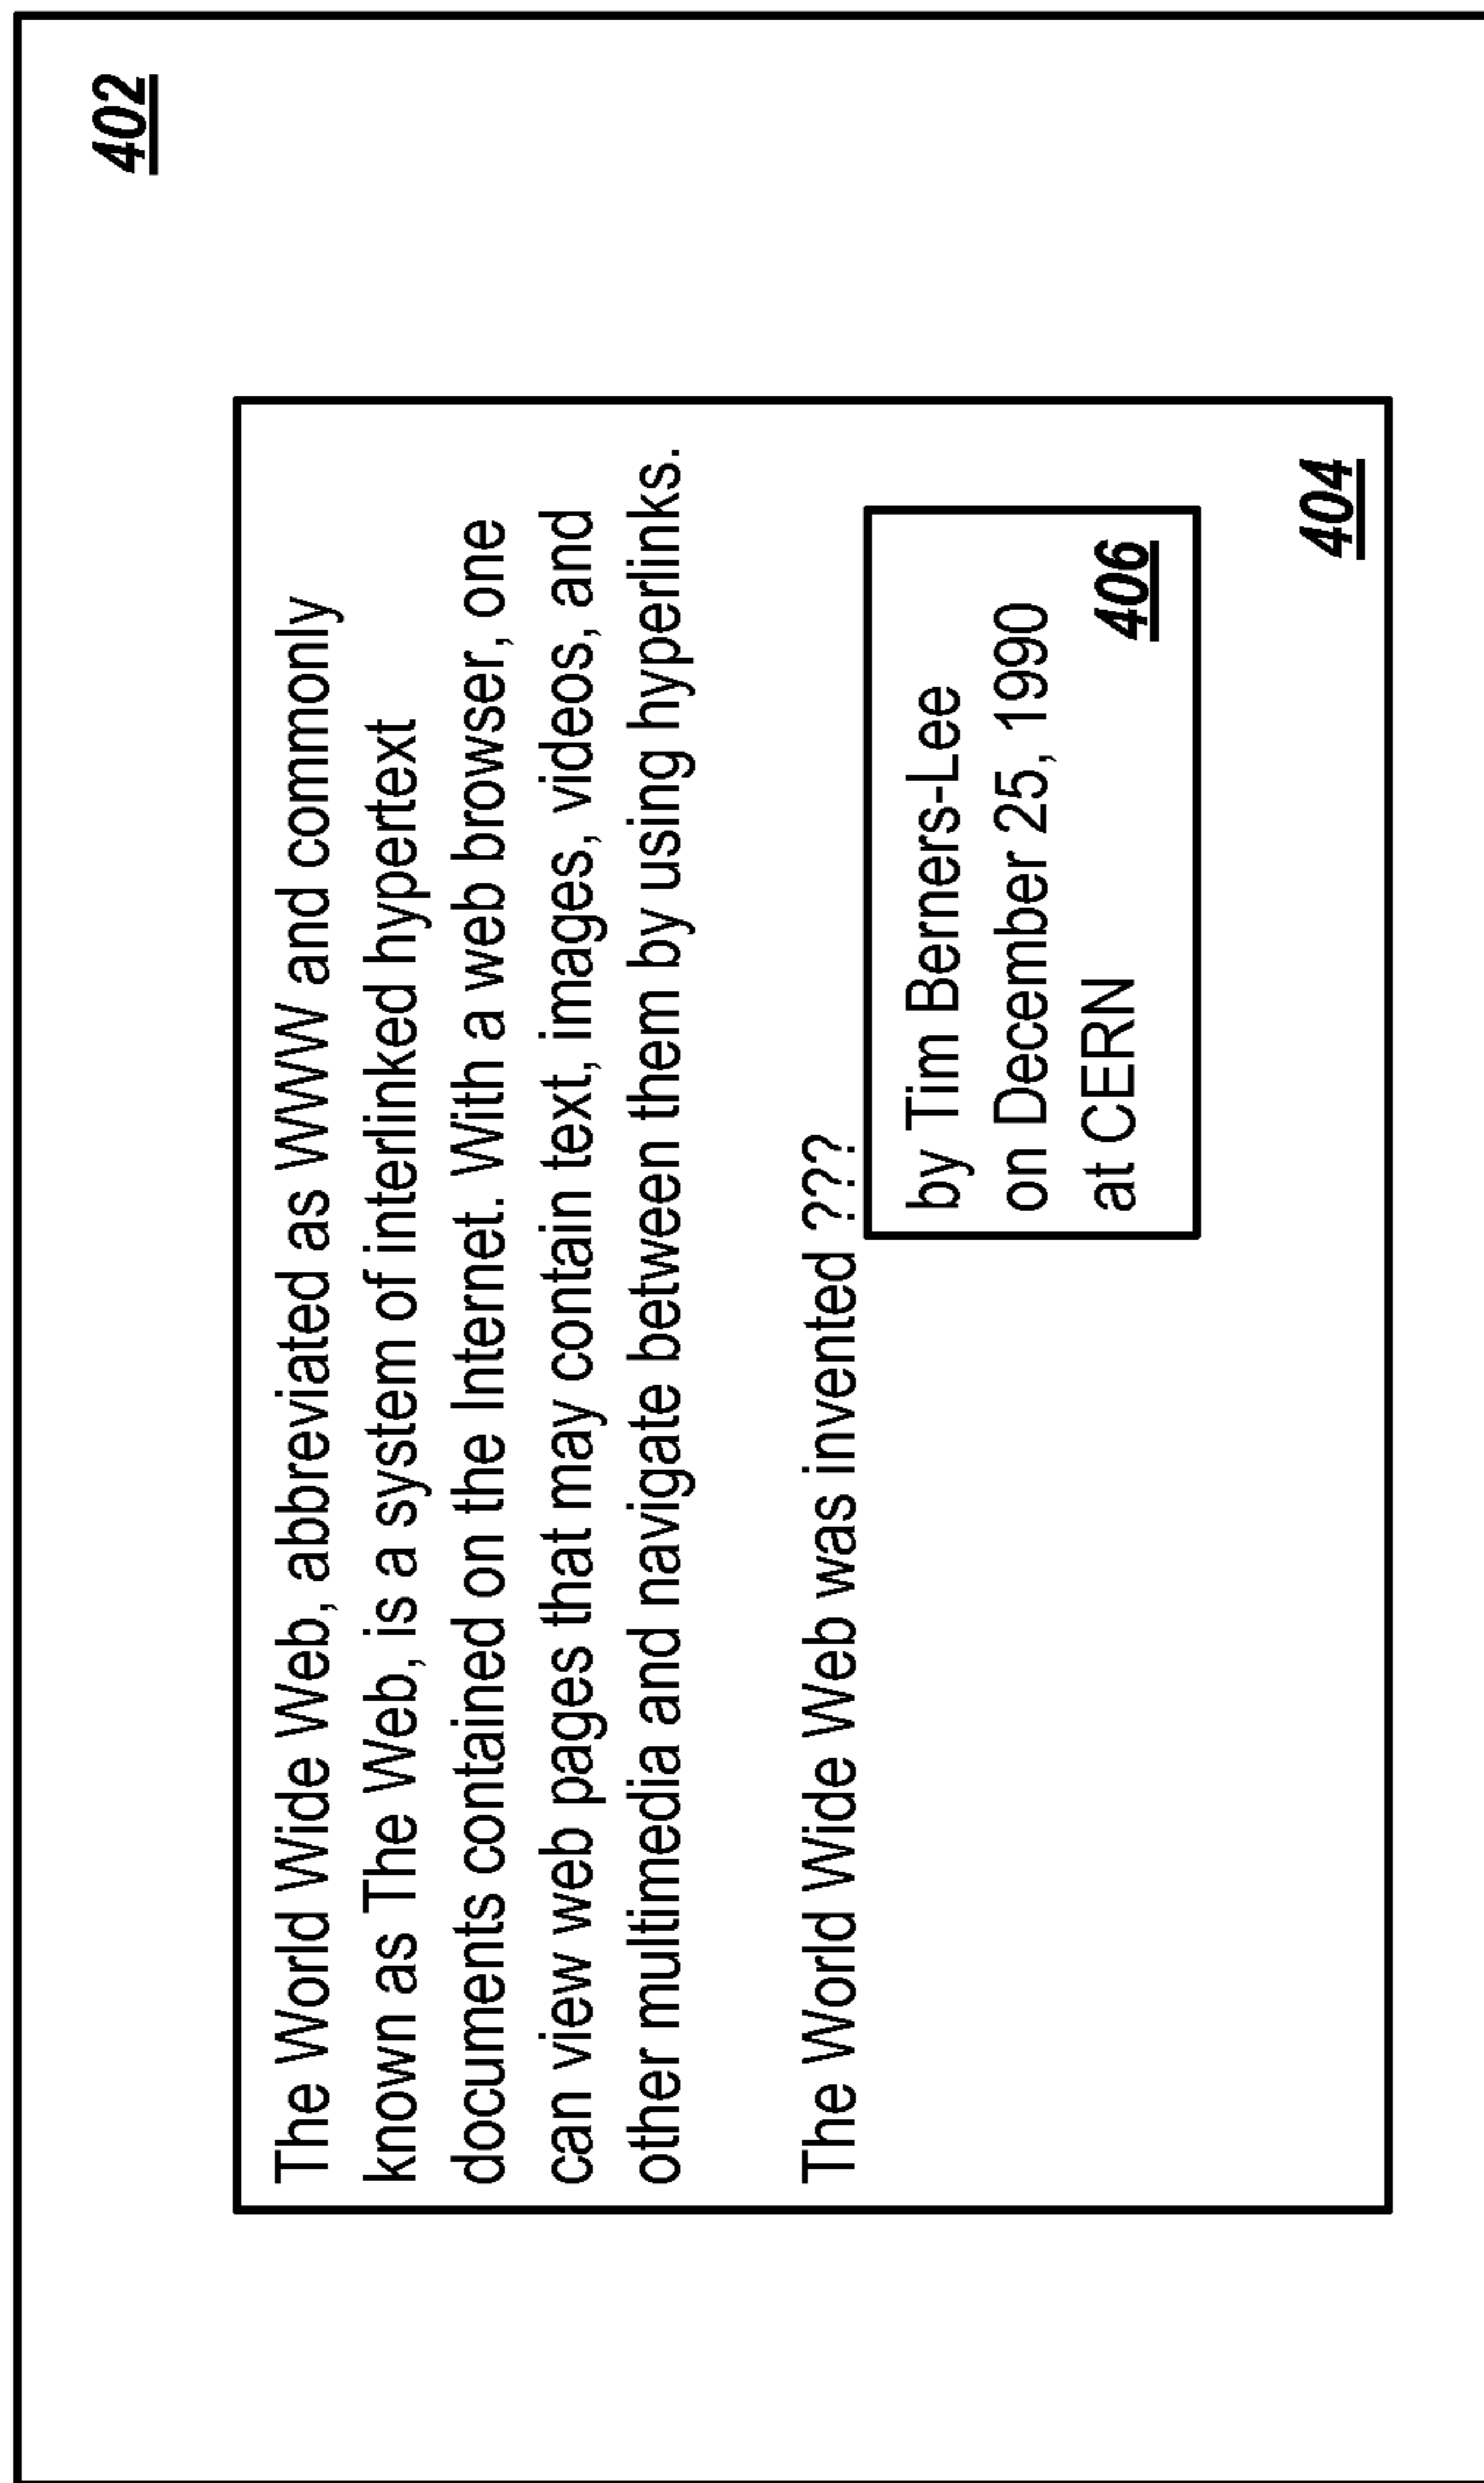 402
The World Wide Web, abbreviated as WWW and commonly
known as The Web, is a system of interlinked hypertext
documents contained on the Internet. With a web browser, one
can view web pages that may contain text, images, videos, and
other multimedia and navigate between them by using hyperlinks.
The World Wide Web was invented ???
by Tim Berners-Lee
on December 25, 1990
at CERN
406
404